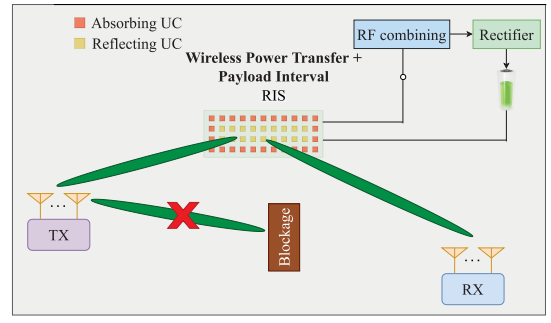 Absorbing UC
Reflecting UC
Wireless Power Transfer +
Payload Interval
RIS
RF combining
Rectifier
...
TX
Blockage
...
RX